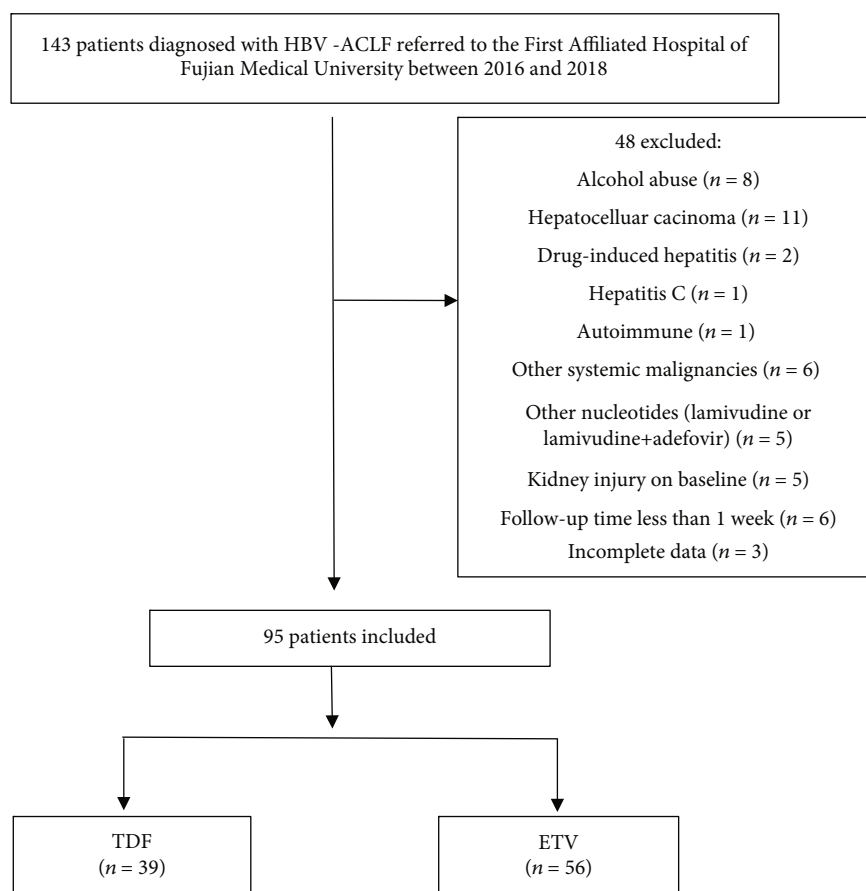 143 patients diagnosed with HBV -ACLF referred to the First Affiliated Hospital of
Fujian Medical University between 2016 and 2018
48 excluded:
Alcohol abuse (n = 8)
Hepatocelluar cacinoma (n = 11)
Drug-induced hepatitis (n = 2)
Hepatitis C (n = 1)
Autoimmune (n = 1)
Other systemic malignancies (n = 6)
Other nucleotides (lamivudine or
lamivudine+adefovir) (n = 5)
Kidney injury on baseline (n = 5)
Follow-up time less than 1 week (n = 6)
Incomplete data (n = 3)
95 patients included
TDF
(n = 39)
ETV
(n = 56)